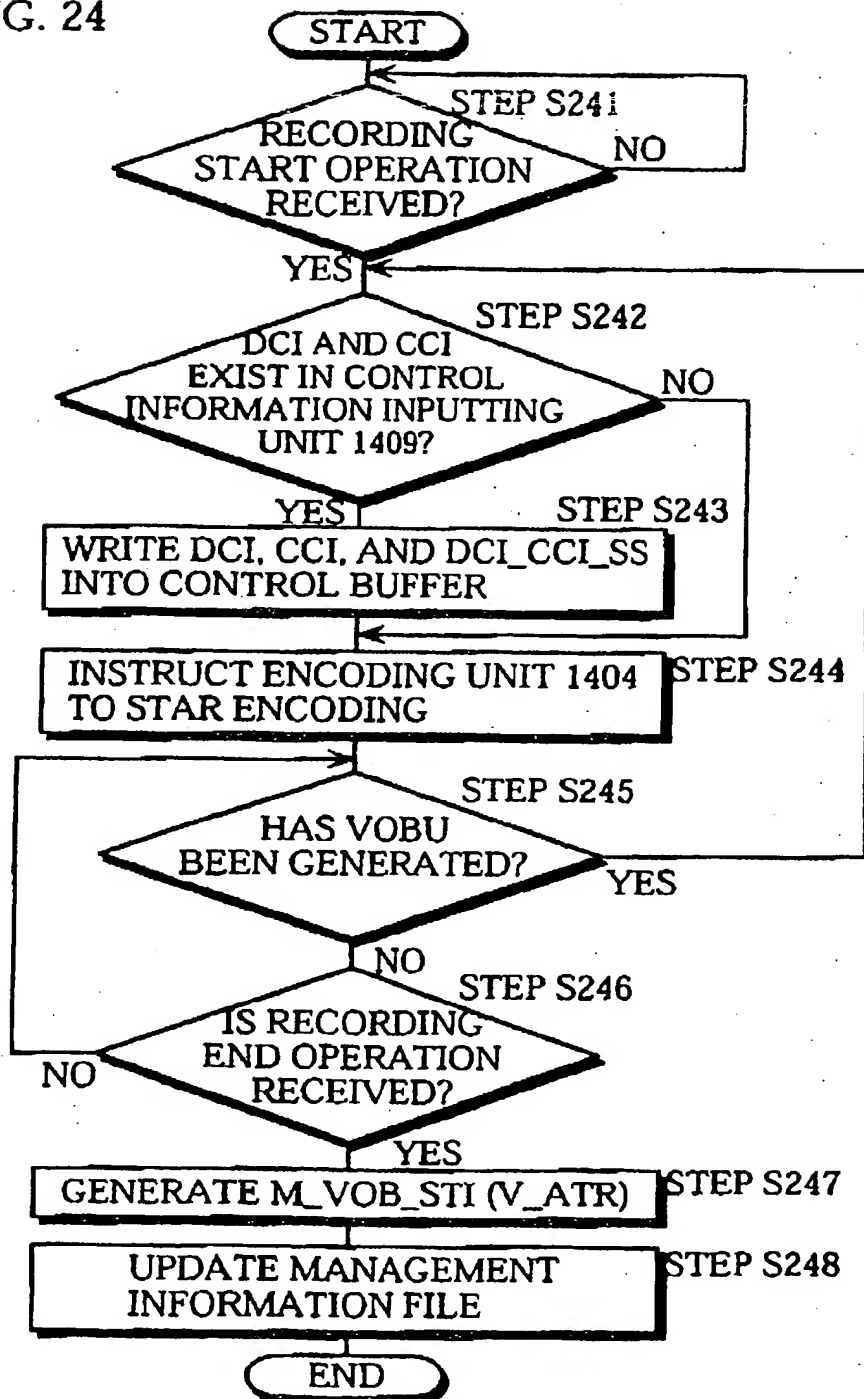 G. 24
START
STEP S241
RECORDING
START OPERATION
RECEIVED?
NO
YES
STEP S242
DCI AND CCI
EXIST IN CONTROL
INFORMATION INPUTTING
UNIT 1409?
NO
YES
STEP S243
WRITE DCI, CCI, AND DCI_CCI_SS
INTO CONTROL BUFFER
INSTRUCT ENCODING UNIT 1404
TO STAR ENCODING
STEP S244
STEP S245
HAS VOBU
BEEN GENERATED?
YES
NO
STEP S246
IS RECORDING
END OPERATION
RECEIVED?
NO
YES
GENERATE M_VOB_STI (V_ATR)
STEP S247
UPDATE MANAGEMENT
INFORMATION FILE
STEP S248
END